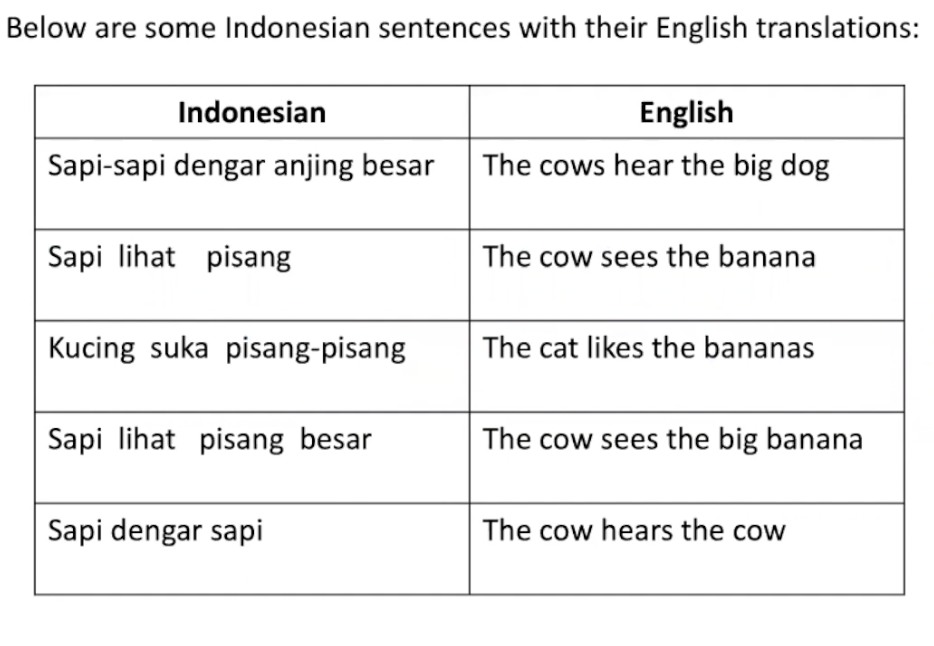 Below are some Indonesian sentences with their English translations:
Indonesian English
Sapi-sapi dengar anjing besar The cows hear the big dog
Sapi lihat pisang The cow sees the banana
Kucing suka pisang-pisang The cat likes the bananas
Sapi lihat pisang besar The cow sees the big banana
Sapi dengar sapi The cow hears the cow